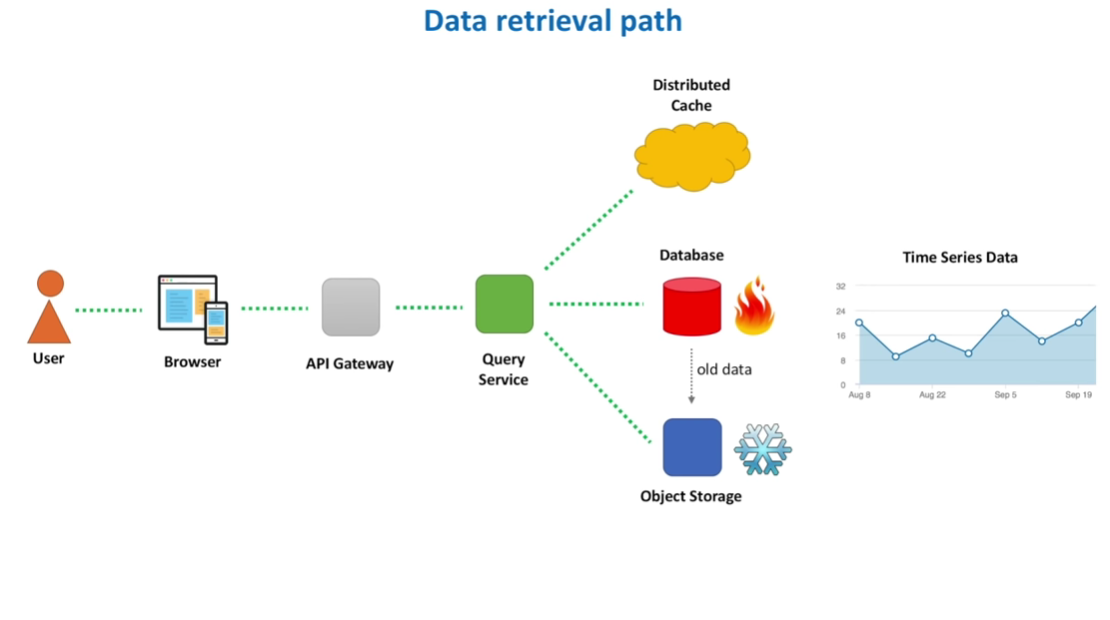 Data retrieval path
Distributed
Cache
Database
Time Series Data
User
Browser
API Gateway
Query
Service
old data
Object Storage
32
24
16
8
0
Aug 8
Aug 22
Sep 5
Sep 19